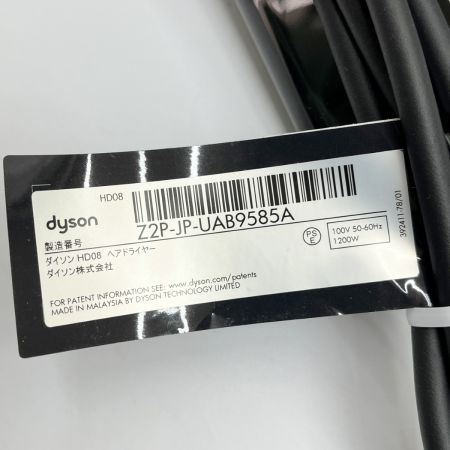 HD08
dyson
製造番号
Z2P-JP-UAB9585A
ダイソン HD08 ヘアドライヤー
ダイソン株式会社
PS
E
100V 50-60Hz
1200W
392411-78/01
FOR PATENT INFORMATION SEE: www.dyson.com/patents
MADE IN MALAYSIA BY DYSON TECHNOLOGY LIMITED